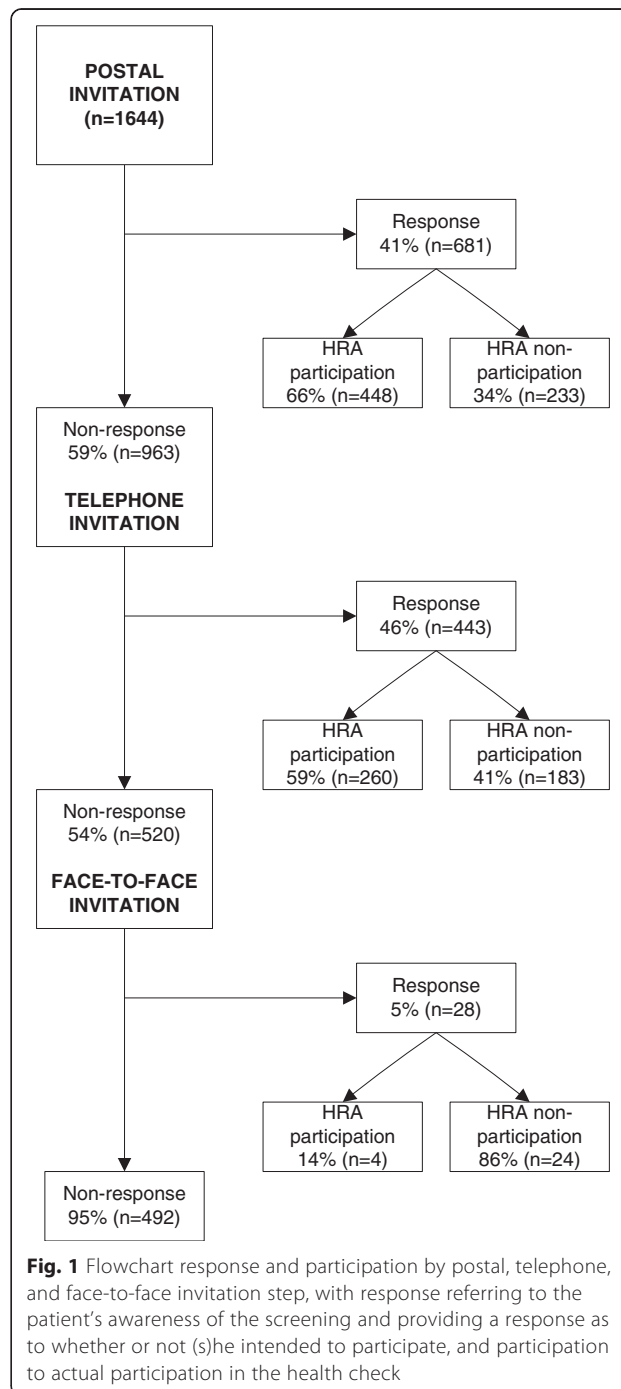 POSTAL
INVITATION
(n=1644)
Response
41% (n=681)
HRA
participation
66% (n=448)
HRA non-
participation
34% (n=233)
Non-response
59% (n=963)
TELEPHONE
INVITATION
Response
46% (n=443)
HRA
participation
59% (n=260)
HRA non-
participation
41% (n=183)
Non-response
54% (n=520)
FACE-TO-FACE
INVITATION
Response
5% (n=28)
HRA
participation
14% (n=4)
HRA non-
participation
86% (n=24)
Non-response
95% (n=492)
Fig. 1 Flowchart response and participation by postal, telephone,
and face-to-face invitation step, with response referring to the
patient's awareness of the screening and providing a response as
to whether or not (s)he intended to participate, and participation
to actual participation in the health check